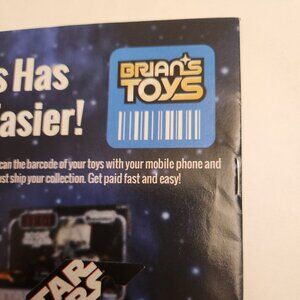 s Has
BRIAN'S
TOYS
Easier!
can the barcode of your toys with your mobile phone and
ust ship your collection. Get paid fast and easy!
STAR